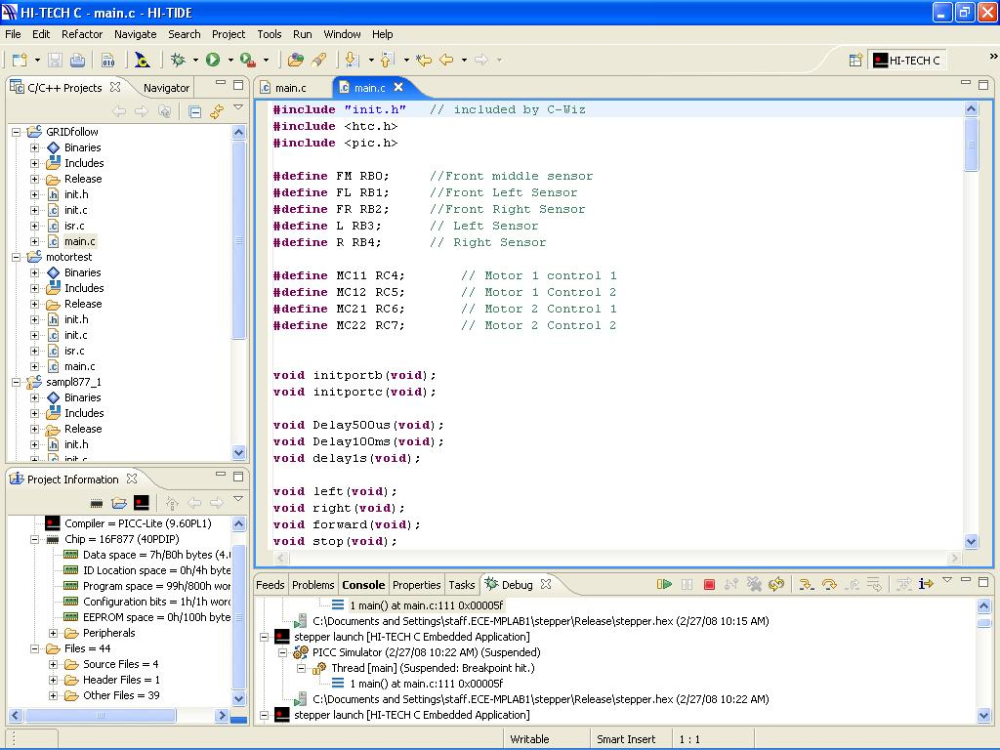 HI-TECH C - main.c - HI-TIDE
File Edit Refactor Navigate Search Project Tools Run Window Help
HI-TECH C
C/C++ Projects Navigator
GRIDfollow
Binaries
Includes
Release
init.h
init.c
isr.c
main.c
motortest
Binaries
Includes
Release
init.h
init.c
isr.c
main.c
sampl877_1
Binaries
Includes
Release
init.h
init.c
Project Information
Compiler = PICC-Lite (9.60PL1)
Chip = 16F877 (40PDIP)
Data space = 7h/B0h bytes (4.
ID Location space = 0h/4h byte
Program space = 99h/800h wor
Configuration bits = 1h/1h word
EEPROM space = 0h/100h byte
Peripherals
Files = 44
Source Files = 4
Header Files = 1
Other Files = 39
main.c main.c
#include "init.h" // included by C-Wiz
#include <htc.h>
#include <pic.h>
#define FM RB0; //Front middle sensor
#define FL RB1; //Front Left Sensor
#define FR RB2; //Front Right Sensor
#define L RB3; // Left Sensor
#define R RB4; // Right Sensor
#define MC11 RC4; // Motor 1 control 1
#define MC12 RC5; // Motor 1 Control 2
#define MC21 RC6; // Motor 2 Control 1
#define MC22 RC7; // Motor 2 Control 2
void initportb(void);
void initportc(void);
void Delay500us(void);
void Delay100ms(void);
void delay1s(void);
void left(void);
void right(void);
void forward(void);
void stop(void);
Feeds Problems Console Properties Tasks Debug
1 main() at main.c:111 0x00005f
C:\Documents and Settings\staff.ECE-MPLAB1\stepper\Release\stepper.hex (2/27/08 10:15 AM)
stepper launch [HI-TECH C Embedded Application]
PICC Simulator (2/27/08 10:22 AM) (Suspended)
Thread [main] (Suspended: Breakpoint hit.)
1 main() at main.c:111 0x00005f
C:\Documents and Settings\staff.ECE-MPLAB1\stepper\Release\stepper.hex (2/27/08 10:22 AM)
stepper launch [HI-TECH C Embedded Application]
Writable Smart Insert 1 : 1